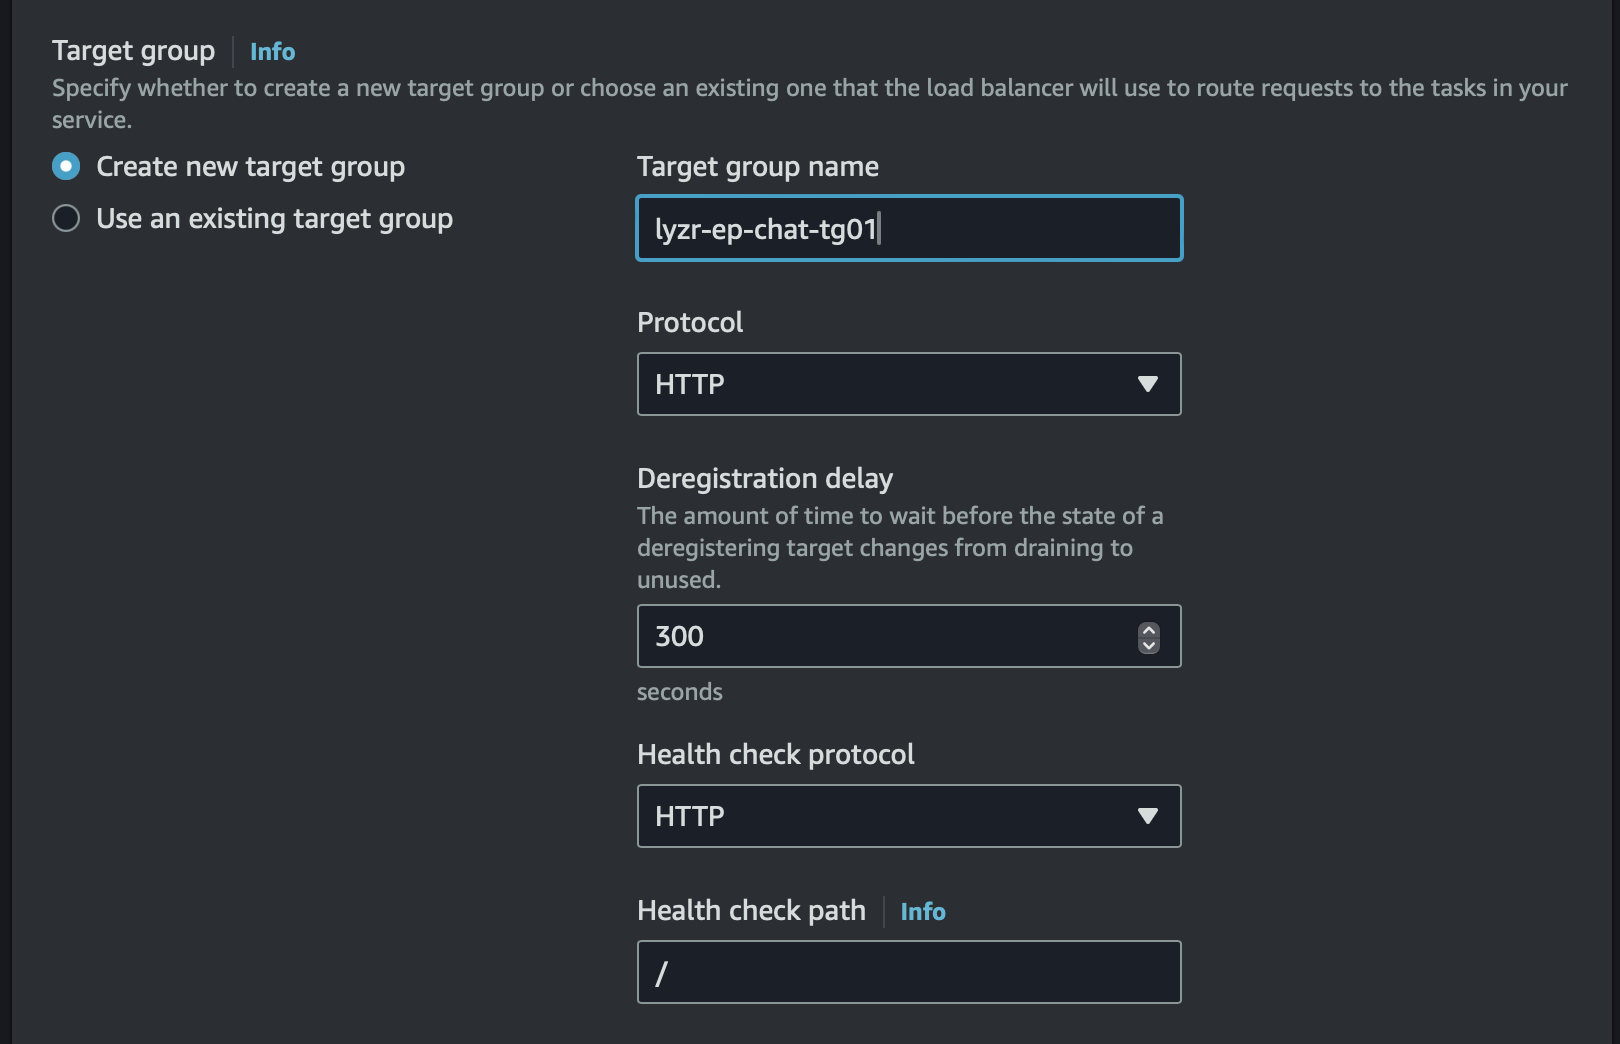 Target group Info
Specify whether to create a new target group or choose an existing one that the load balancer will use to route requests to the tasks in your
service.
Create new target group
Use an existing target group
Target group name
lyzr-ep-chat-tg01
Protocol
HTTP
Deregistration delay
The amount of time to wait before the state of a
deregistering target changes from draining to
unused.
300
seconds
Health check protocol
HTTP
Health check path Info
/